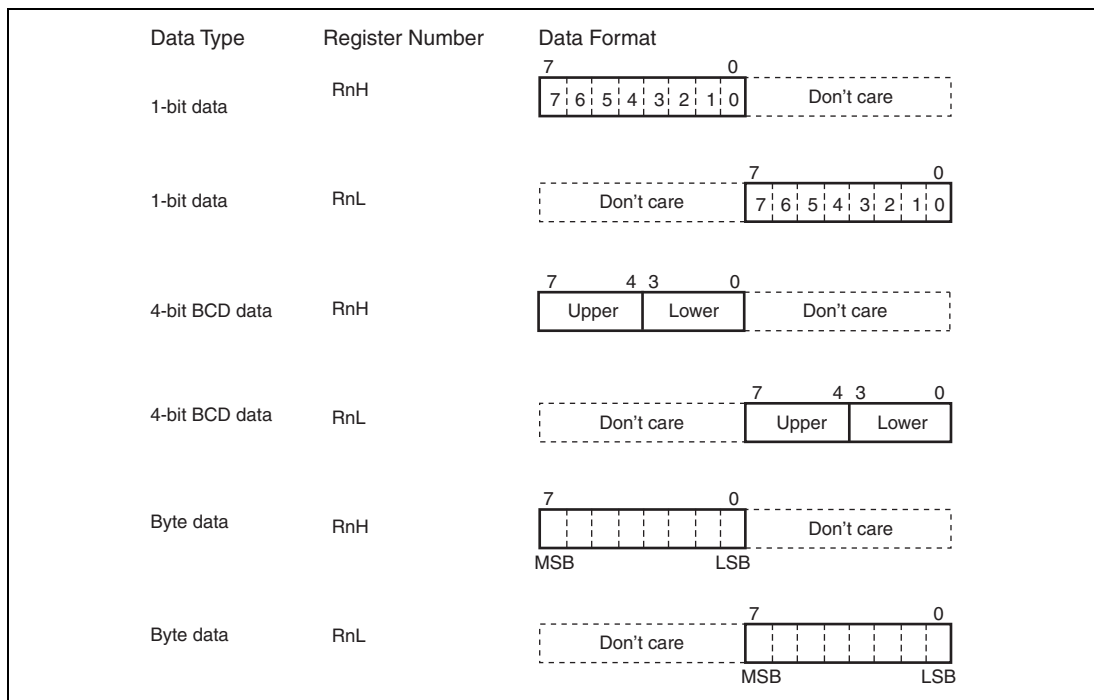 Data Type Register Number Data Format
7 0
1-bit data RnH 7 6 5 4 3 2 1 0 Don't care
7 0
1-bit data RnL Don't care 7 6 5 4 3 2 1 0
7 4 3 0
4-bit BCD data RnH Upper Lower Don't care
7 4 3 0
4-bit BCD data RnL Don't care Upper Lower
7 0
Byte data RnH Don't care
MSB LSB
7 0
Byte data RnL Don't care
MSB LSB